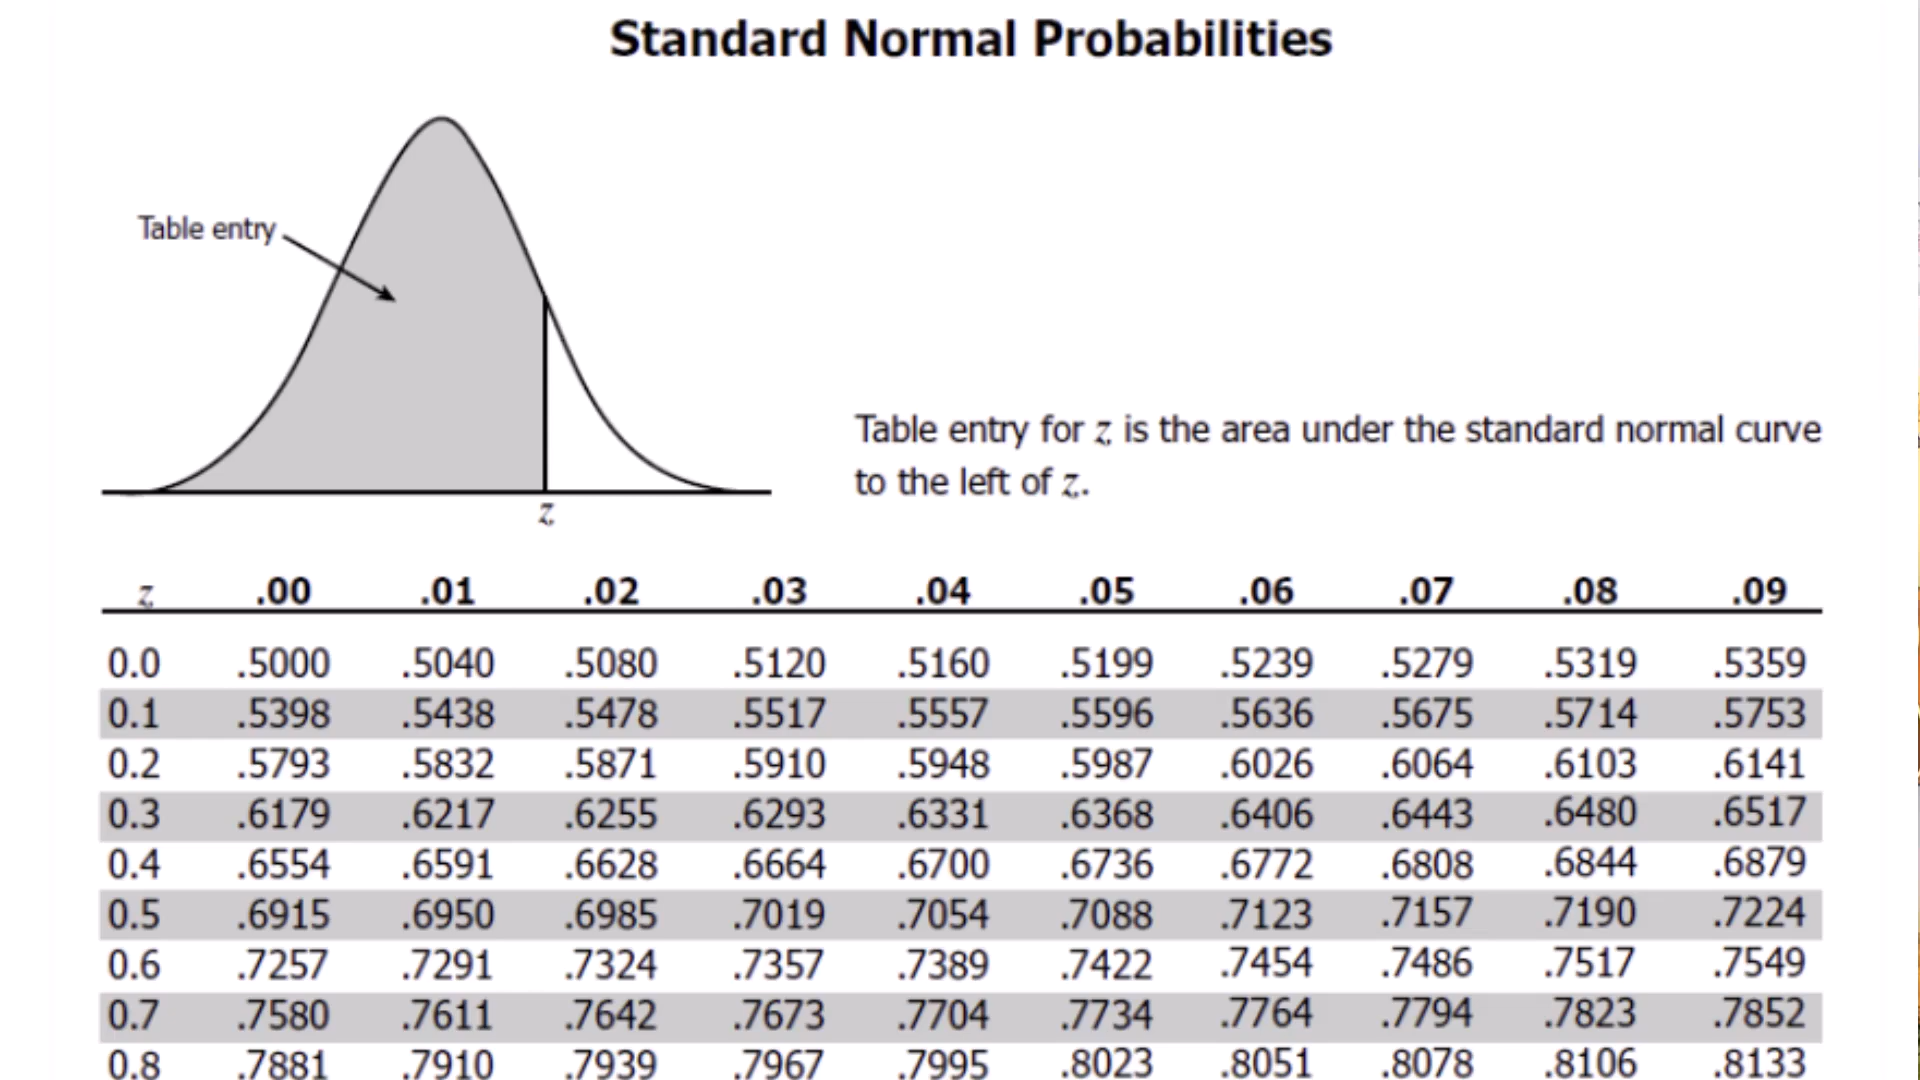 Standard Normal Probabilities
Table entry
Table entry for z is the area under the standard normal curve
to the left of z.
z
z .00 .01 .02 .03 .04 .05 .06 .07 .08 .09
0.0 .5000 .5040 .5080 .5120 .5160 .5199 .5239 .5279 .5319 .5359
0.1 .5398 .5438 .5478 .5517 .5557 .5596 .5636 .5675 .5714 .5753
0.2 .5793 .5832 .5871 .5910 .5948 .5987 .6026 .6064 .6103 .6141
0.3 .6179 .6217 .6255 .6293 .6331 .6368 .6406 .6443 .6480 .6517
0.4 .6554 .6591 .6628 .6664 .6700 .6736 .6772 .6808 .6844 .6879
0.5 .6915 .6950 .6985 .7019 .7054 .7088 .7123 .7157 .7190 .7224
0.6 .7257 .7291 .7324 .7357 .7389 .7422 .7454 .7486 .7517 .7549
0.7 .7580 .7611 .7642 .7673 .7704 .7734 .7764 .7794 .7823 .7852
0.8 .7881 .7910 .7939 .7967 .7995 .8023 .8051 .8078 .8106 .8133